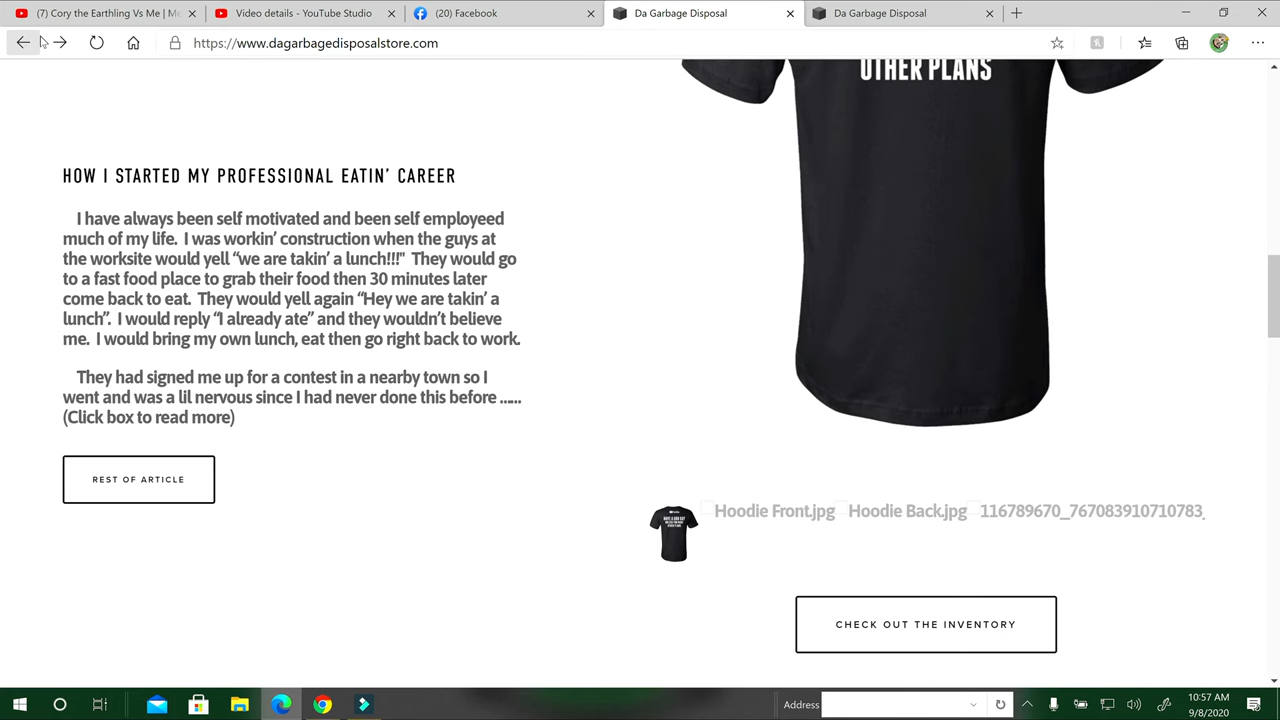 (7) Cory the Earthling Vs Me | M
Video details - YouTube Studio
(20) Facebook
Da Garbage Disposal
Da Garbage Disposal
https://www.dagarbagedisposalstore.com
OTHER PLANS
HOW I STARTED MY PROFESSIONAL EATIN’ CAREER
I have always been self motivated and been self employeed
much of my life. I was workin’ construction when the guys at
the worksite would yell “we are takin’ a lunch!!!" They would go
to a fast food place to grab their food then 30 minutes later
come back to eat. They would yell again “Hey we are takin’ a
lunch”. I would reply “I already ate” and they wouldn’t believe
me. I would bring my own lunch, eat then go right back to work.
They had signed me up for a contest in a nearby town so I
went and was a lil nervous since I had never done this before ……
(Click box to read more)
REST OF ARTICLE
Hoodie Front.jpg Hoodie Back.jpg 116789670_767083910710783_
CHECK OUT THE INVENTORY
Address
10:57 AM
9/8/2020